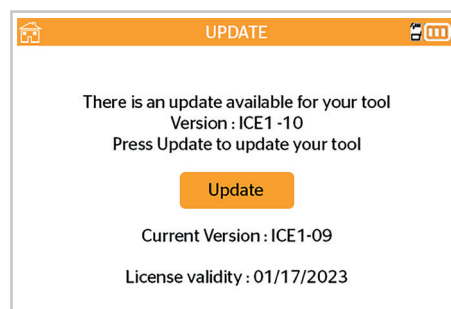 UPDATE
There is an update available for your tool
Version : ICE1 -10
Press Update to update your tool
Update
Current Version : ICE1-09
License validity : 01/17/2023